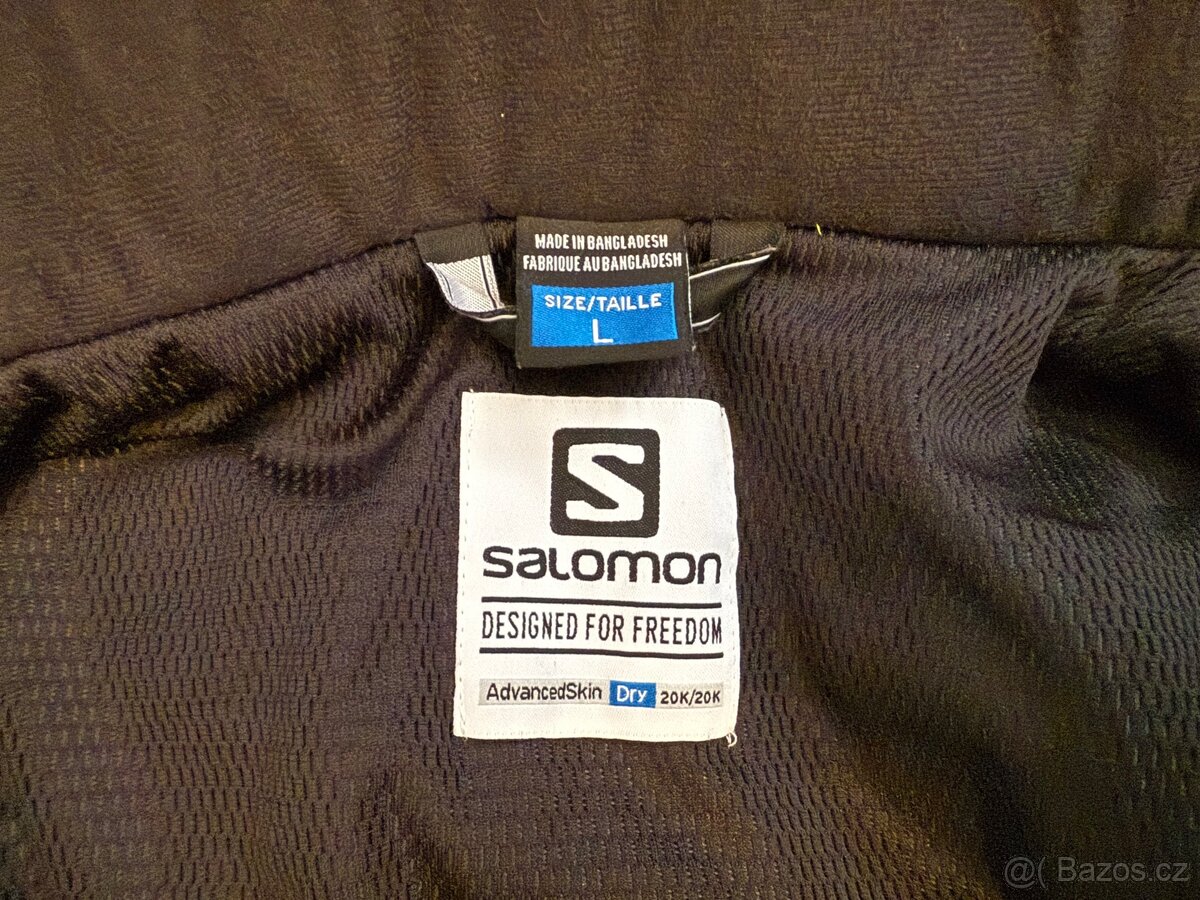 MADE IN BANGLADESH
FABRIQUE AU BANGLADESH
SIZE/TAILLE
L
S
SALOMON
DESIGNED FOR FREEDOM
AdvancedSkin Dry 20K/20K
@( Bazos.cz